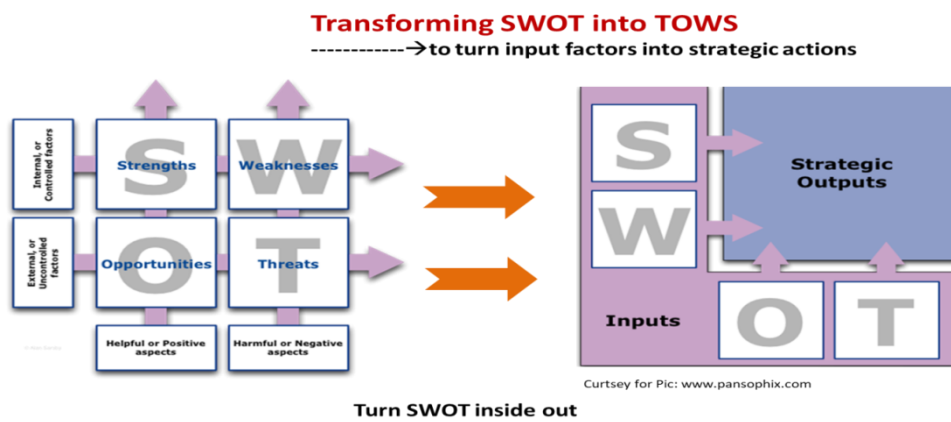 Transforming SWOT into TOWS
------------→to turn input factors into strategic actions
Internal, or
Controlled factors
S
Strengths
W
Weaknesses
External, or
Uncontrolled
factors
O
Opportunities
T
Threats
Helpful or Positive
aspects
Harmful or Negative
aspects
S
W
Strategic
Outputs
Inputs
O
T
Curtsey for Pic: www.pansophix.com
Turn SWOT inside out